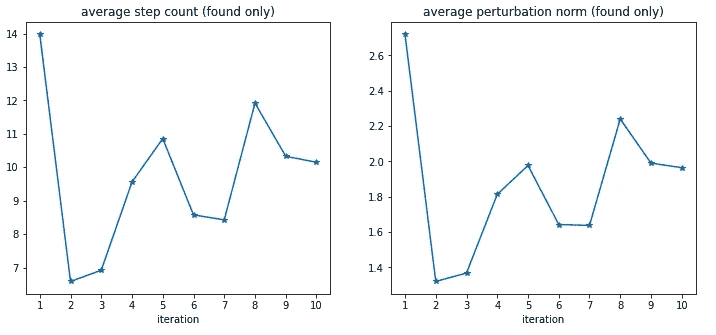 average step count (found only)
14
13
12
11
10
9
8
7
1 2 3 4 5 6 7 8 9 10
iteration
average perturbation norm (found only)
2.6
2.4
2.2
2.0
1.8
1.6
1.4
1 2 3 4 5 6 7 8 9 10
iteration